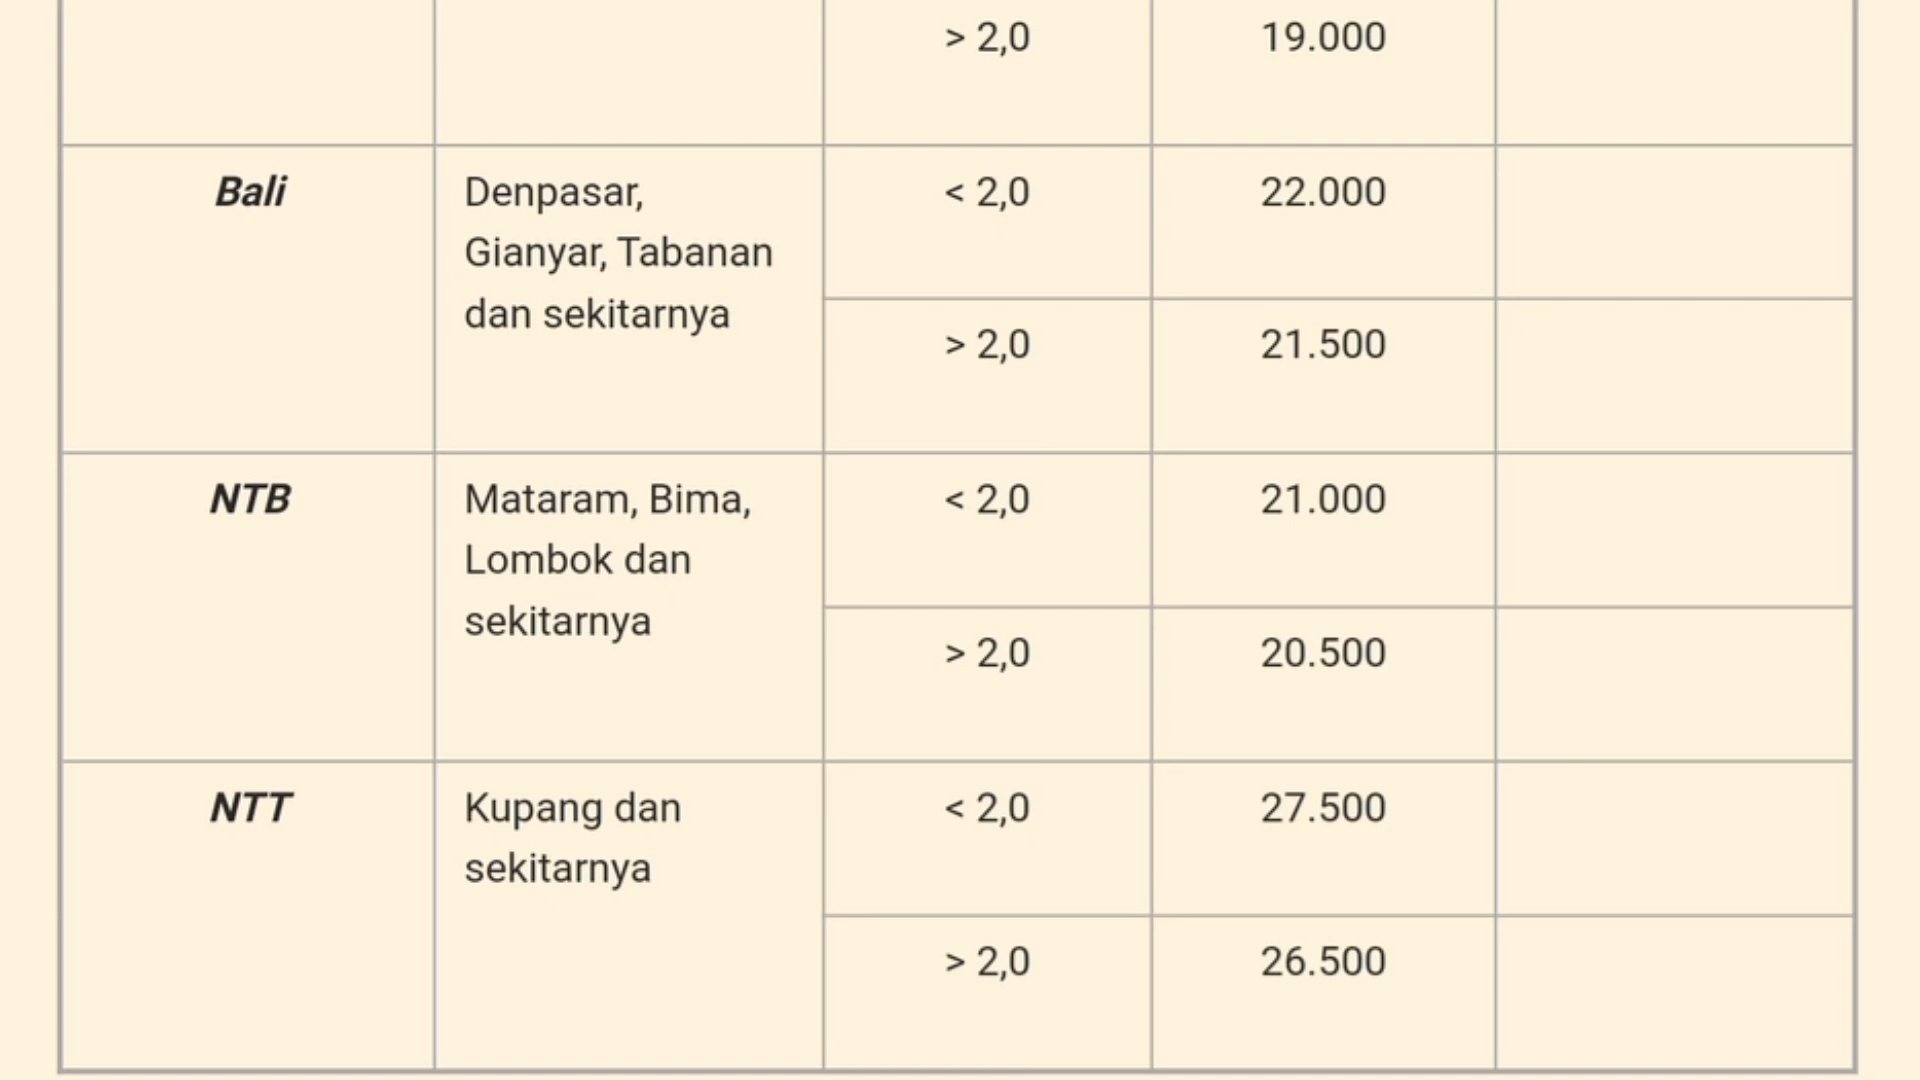 > 2,0 19.000
Bali Denpasar, < 2,0 22.000
Gianyar, Tabanan
dan sekitarnya
> 2,0 21.500
NTB Mataram, Bima, < 2,0 21.000
Lombok dan
sekitarnya
> 2,0 20.500
NTT Kupang dan < 2,0 27.500
sekitarnya
> 2,0 26.500